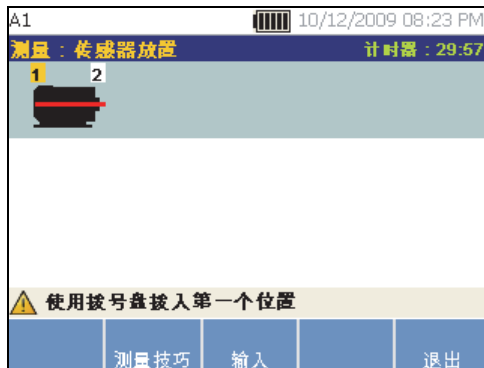 A1 10/12/2009 08:23 PM
测量：传感器放置 计时器：29:57
1 2
使用拨号盘拨入第一个位置
测量技巧 输入 退出